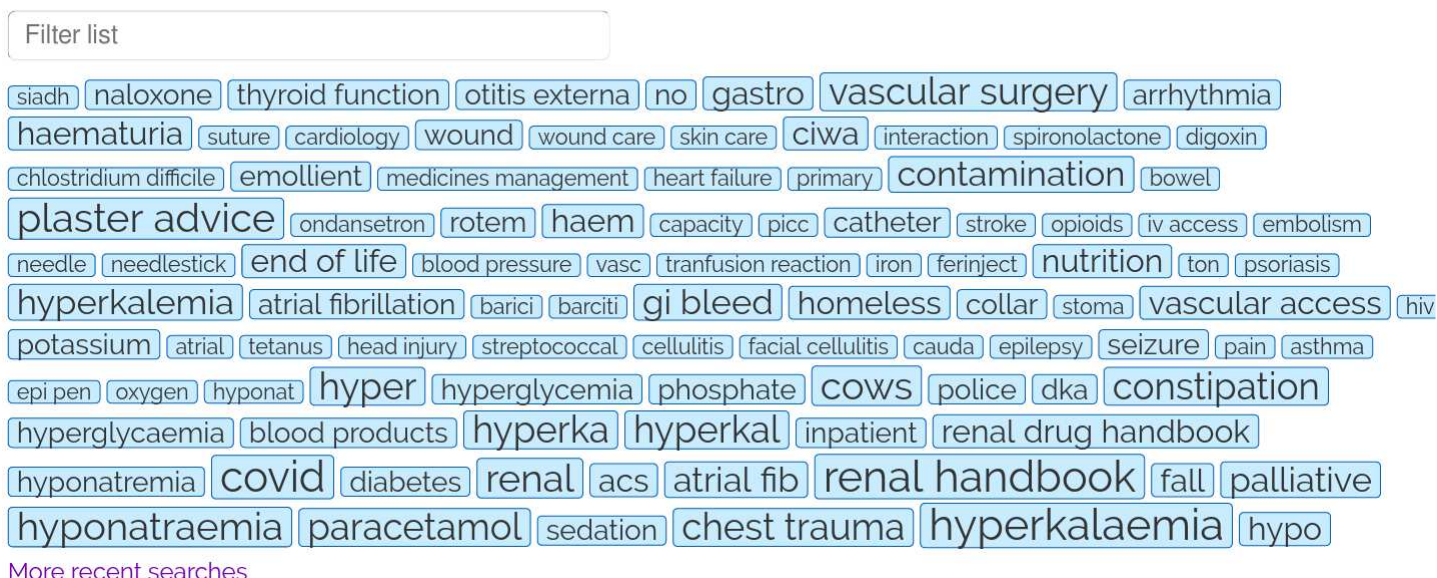 Filter list
siadh naloxone thyroid function otitis externa no gastro vascular surgery arrhythmia
haematuria suture cardiology wound wound care skin care ciwa interaction spironolactone digoxin
chlostridium difficile emollient medicines management heart failure primary contamination bowel
plaster advice ondansetron rotem haem capacity picc catheter stroke opioids iv access embolism
needle needlestick end of life blood pressure vasc tranfusion reaction iron ferinject nutrition ton psoriasis
hyperkalemia atrial fibrillation barici barciti gi bleed homeless collar stoma vascular access hiv
potassium atrial tetanus head injury streptococcal cellulitis facial cellulitis cauda epilepsy seizure pain asthma
epi pen oxygen hyponat hyper hyperglycemia phosphate cows police dka constipation
hyperglycaemia blood products hyperka hyperkal inpatient renal drug handbook
hyponatremia covid diabetes renal acs atrial fib renal handbook fall palliative
hyponatraemia paracetamol sedation chest trauma hyperkalaemia hypo
More recent searches